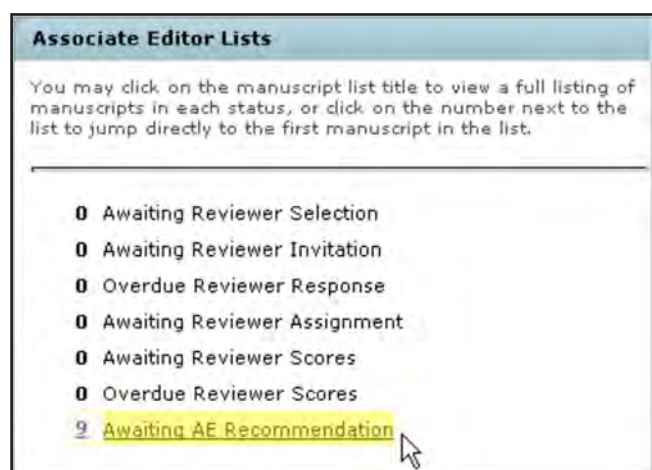 Associate Editor Lists
You may click on the manuscript list title to view a full listing of
manuscripts in each status, or click on the number next to the
list to jump directly to the first manuscript in the list.
0 Awaiting Reviewer Selection
0 Awaiting Reviewer Invitation
0 Overdue Reviewer Response
0 Awaiting Reviewer Assignment
0 Awaiting Reviewer Scores
0 Overdue Reviewer Scores
9 Awaiting AE Recommendation